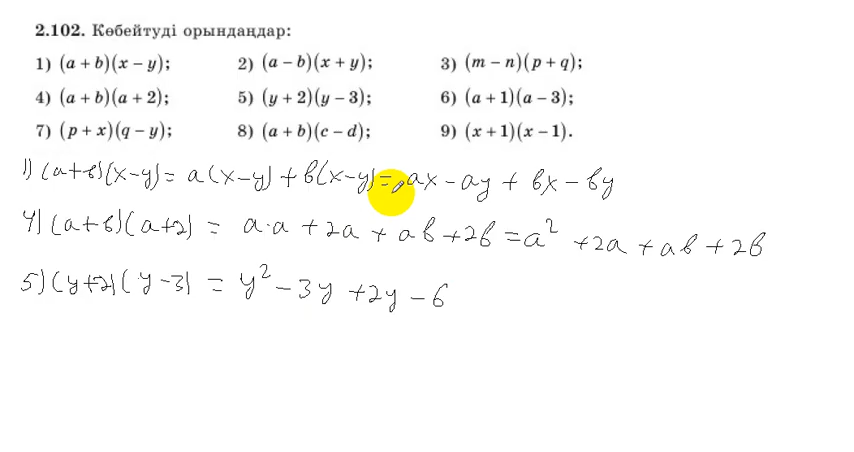 2.102. Көбейтуді орындаңдар:
1) (a + b)(x − y); 2) (a − b)(x + y); 3) (m − n)(p + q);
4) (a + b)(a + 2); 5) (y + 2)(y − 3); 6) (a + 1)(a − 3);
7) (p + x)(q − y); 8) (a + b)(c − d); 9) (x + 1)(x − 1).
1) (a+b)(x−y) = a(x−y) + b(x−y) = ax − ay + bx − by
4) (a+b)(a+2) = a·a + 2a + ab + 2b = a² + 2a + ab + 2b
5) (y+2)(y−3) = y² − 3y + 2y − 6